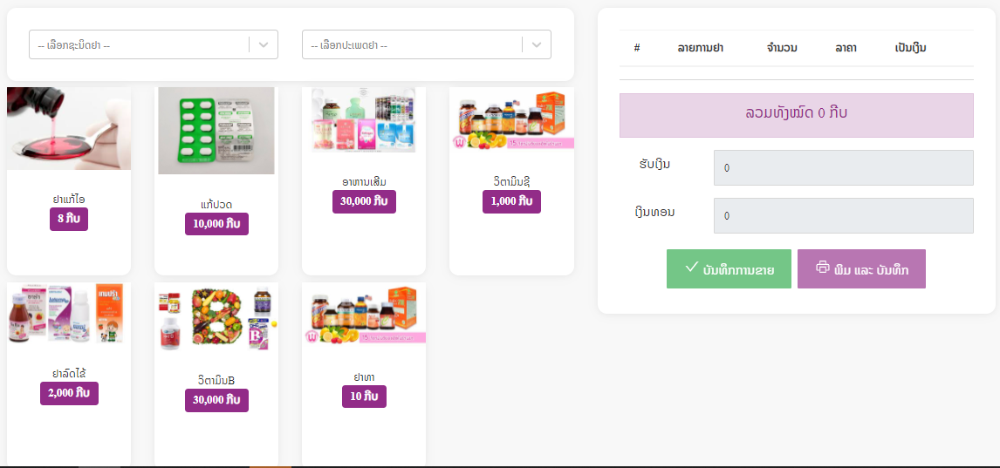 -- ເລືອກຊະນິດຢາ --
-- ເລືອກປະເພດຢາ --
ຢາແກ້ໄອ
8 ກີບ
ແກ້ປວດ
10,000 ກີບ
ອາຫານເສີມ
30,000 ກີບ
ວິຕາມິນຊີ
1,000 ກີບ
ຢາລົດໄຂ້
2,000 ກີບ
ວິຕາມິນB
30,000 ກີບ
ຢາທາ
10 ກີບ
# ລາຍການຢາ ຈຳນວນ ລາຄາ ເປັນເງິນ
ລວມທັງໝົດ 0 ກີບ
ຮັບເງິນ 0
ເງິນທອນ 0
ບັນທຶກການຂາຍ
ພິມ ແລະ ບັນທຶກ